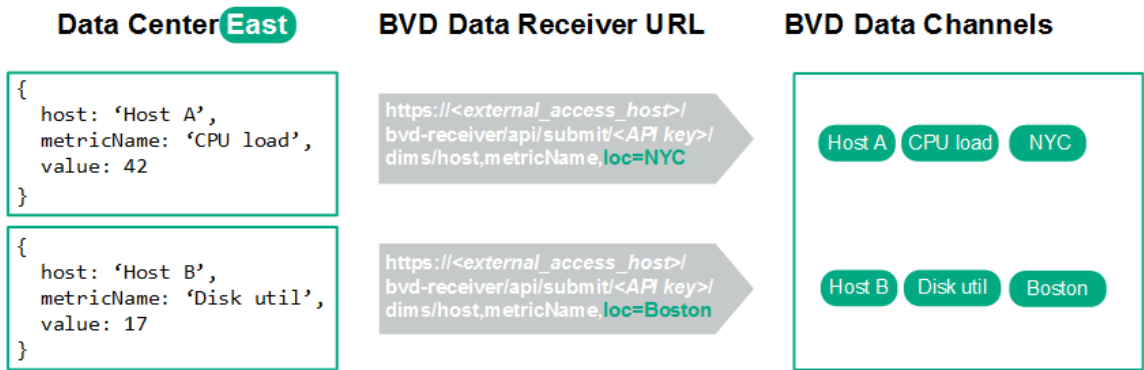 Data Center East
BVD Data Receiver URL
BVD Data Channels
{
host: ‘Host A’,
metricName: ‘CPU load’,
value: 42
}
https://<external_access_host>/
bvd-receiver/api/submit/<API key>/
dims/host,metricName,loc=NYC
Host A
CPU load
NYC
{
host: ‘Host B’,
metricName: ‘Disk util’,
value: 17
}
https://<external_access_host>/
bvd-receiver/api/submit/<API key>/
dims/host,metricName,loc=Boston
Host B
Disk util
Boston